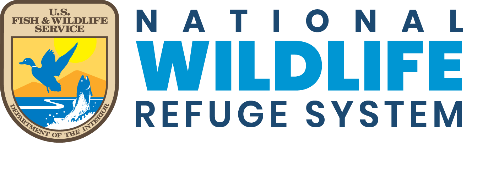 U.S.
FISH & WILDLIFE
SERVICE
DEPARTMENT OF THE INTERIOR
NATIONAL
WILDLIFE
REFUGE SYSTEM